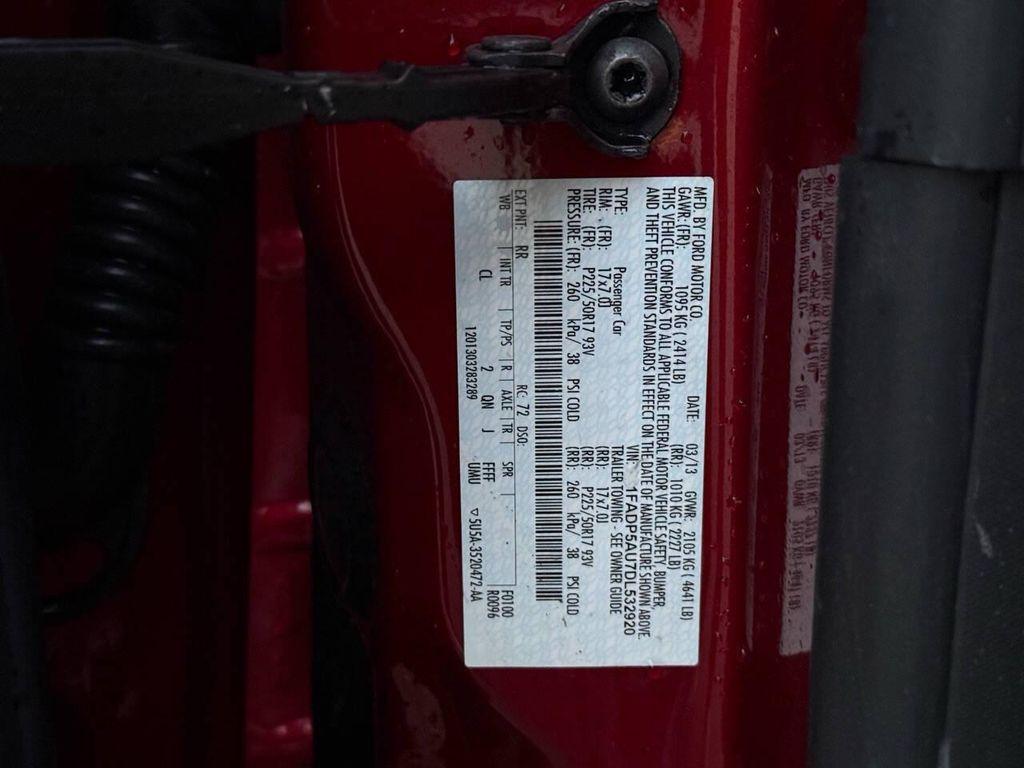 MFD. BY FORD MOTOR CO. DATE: 03/13 GVWR: 2105 KG ( 4641 LB)
GAWR: (FR): 1095 KG ( 2414 LB) (RR): 1010 KG ( 2227 LB)
THIS VEHICLE CONFORMS TO ALL APPLICABLE FEDERAL MOTOR VEHICLE SAFETY, BUMPER,
AND THEFT PREVENTION STANDARDS IN EFFECT ON THE DATE OF MANUFACTURE SHOWN ABOVE.
VIN: 1FADP5AU7DL532920
TYPE: Passenger Car TRAILER TOWING - SEE OWNER GUIDE
RIM: (FR): 17x7.0J (RR): 17x7.0J
TIRE: (FR): P225/50R17 93V (RR): P225/50R17 93V
PRESSURE: (FR): 260 kPa/ 38 PSI COLD (RR): 260 kPa/ 38 PSI COLD
EXT PNT: RR RC: 72 DSO: F0100
WB INT TR TP/PS R AXLE TR SPR R0096
CL 2 QN J FFFF
UMU
1201303283289 ▽5U5A-3520472-AA